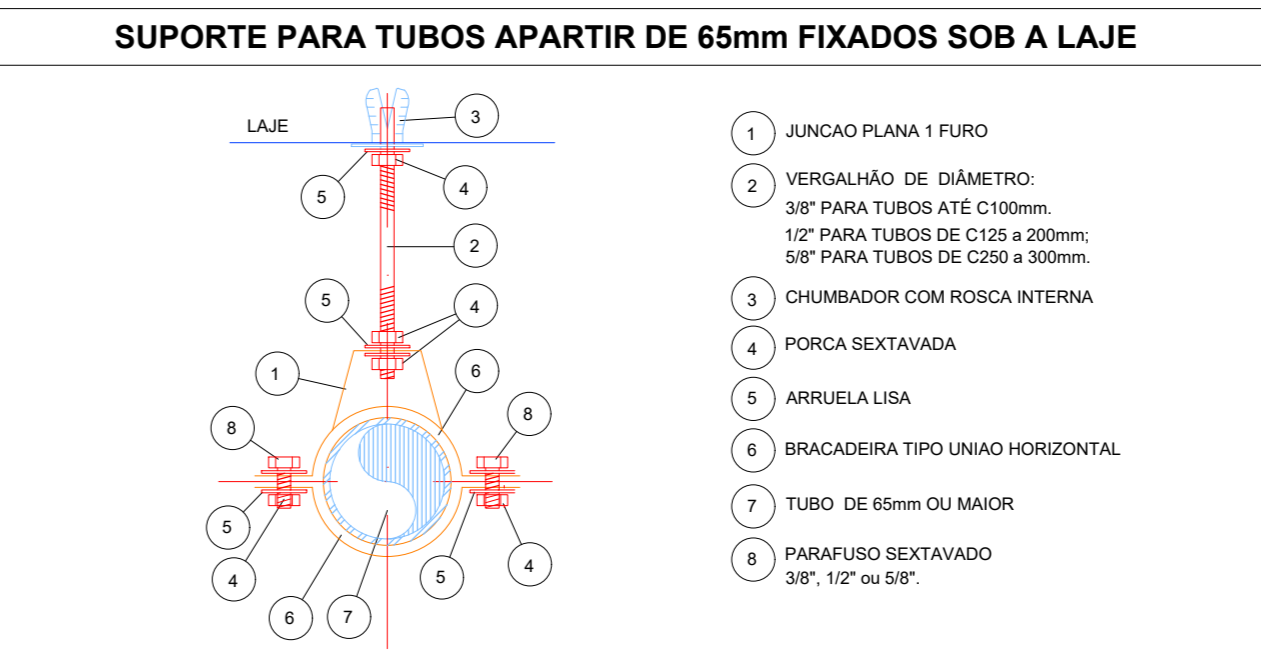 SUPORTE PARA TUBOS APARTIR DE 65mm FIXADOS SOB A LAJE
LAJE
3
5
4
2
5
4
1
6
8
8
5
4
6
7
5
4
1 JUNCAO PLANA 1 FURO
2 VERGALHÃO DE DIÂMETRO:
3/8" PARA TUBOS ATÉ C100mm.
1/2" PARA TUBOS DE C125 a 200mm;
5/8" PARA TUBOS DE C250 a 300mm.
3 CHUMBADOR COM ROSCA INTERNA
4 PORCA SEXTAVADA
5 ARRUELA LISA
6 BRACADEIRA TIPO UNIAO HORIZONTAL
7 TUBO DE 65mm OU MAIOR
8 PARAFUSO SEXTAVADO
3/8", 1/2" ou 5/8".